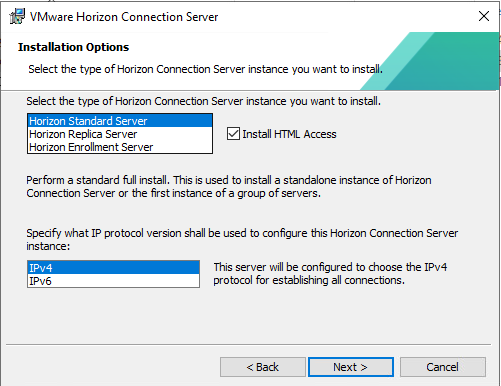 VMware Horizon Connection Server
Installation Options
Select the type of Horizon Connection Server instance you want to install.
Select the type of Horizon Connection Server instance you want to install.
Horizon Standard Server
Horizon Replica Server
Horizon Enrollment Server
Install HTML Access
Perform a standard full install. This is used to install a standalone instance of Horizon
Connection Server or the first instance of a group of servers.
Specify what IP protocol version shall be used to configure this Horizon Connection Server
instance:
IPv4
IPv6
This server will be configured to choose the IPv4
protocol for establishing all connections.
< Back
Next >
Cancel